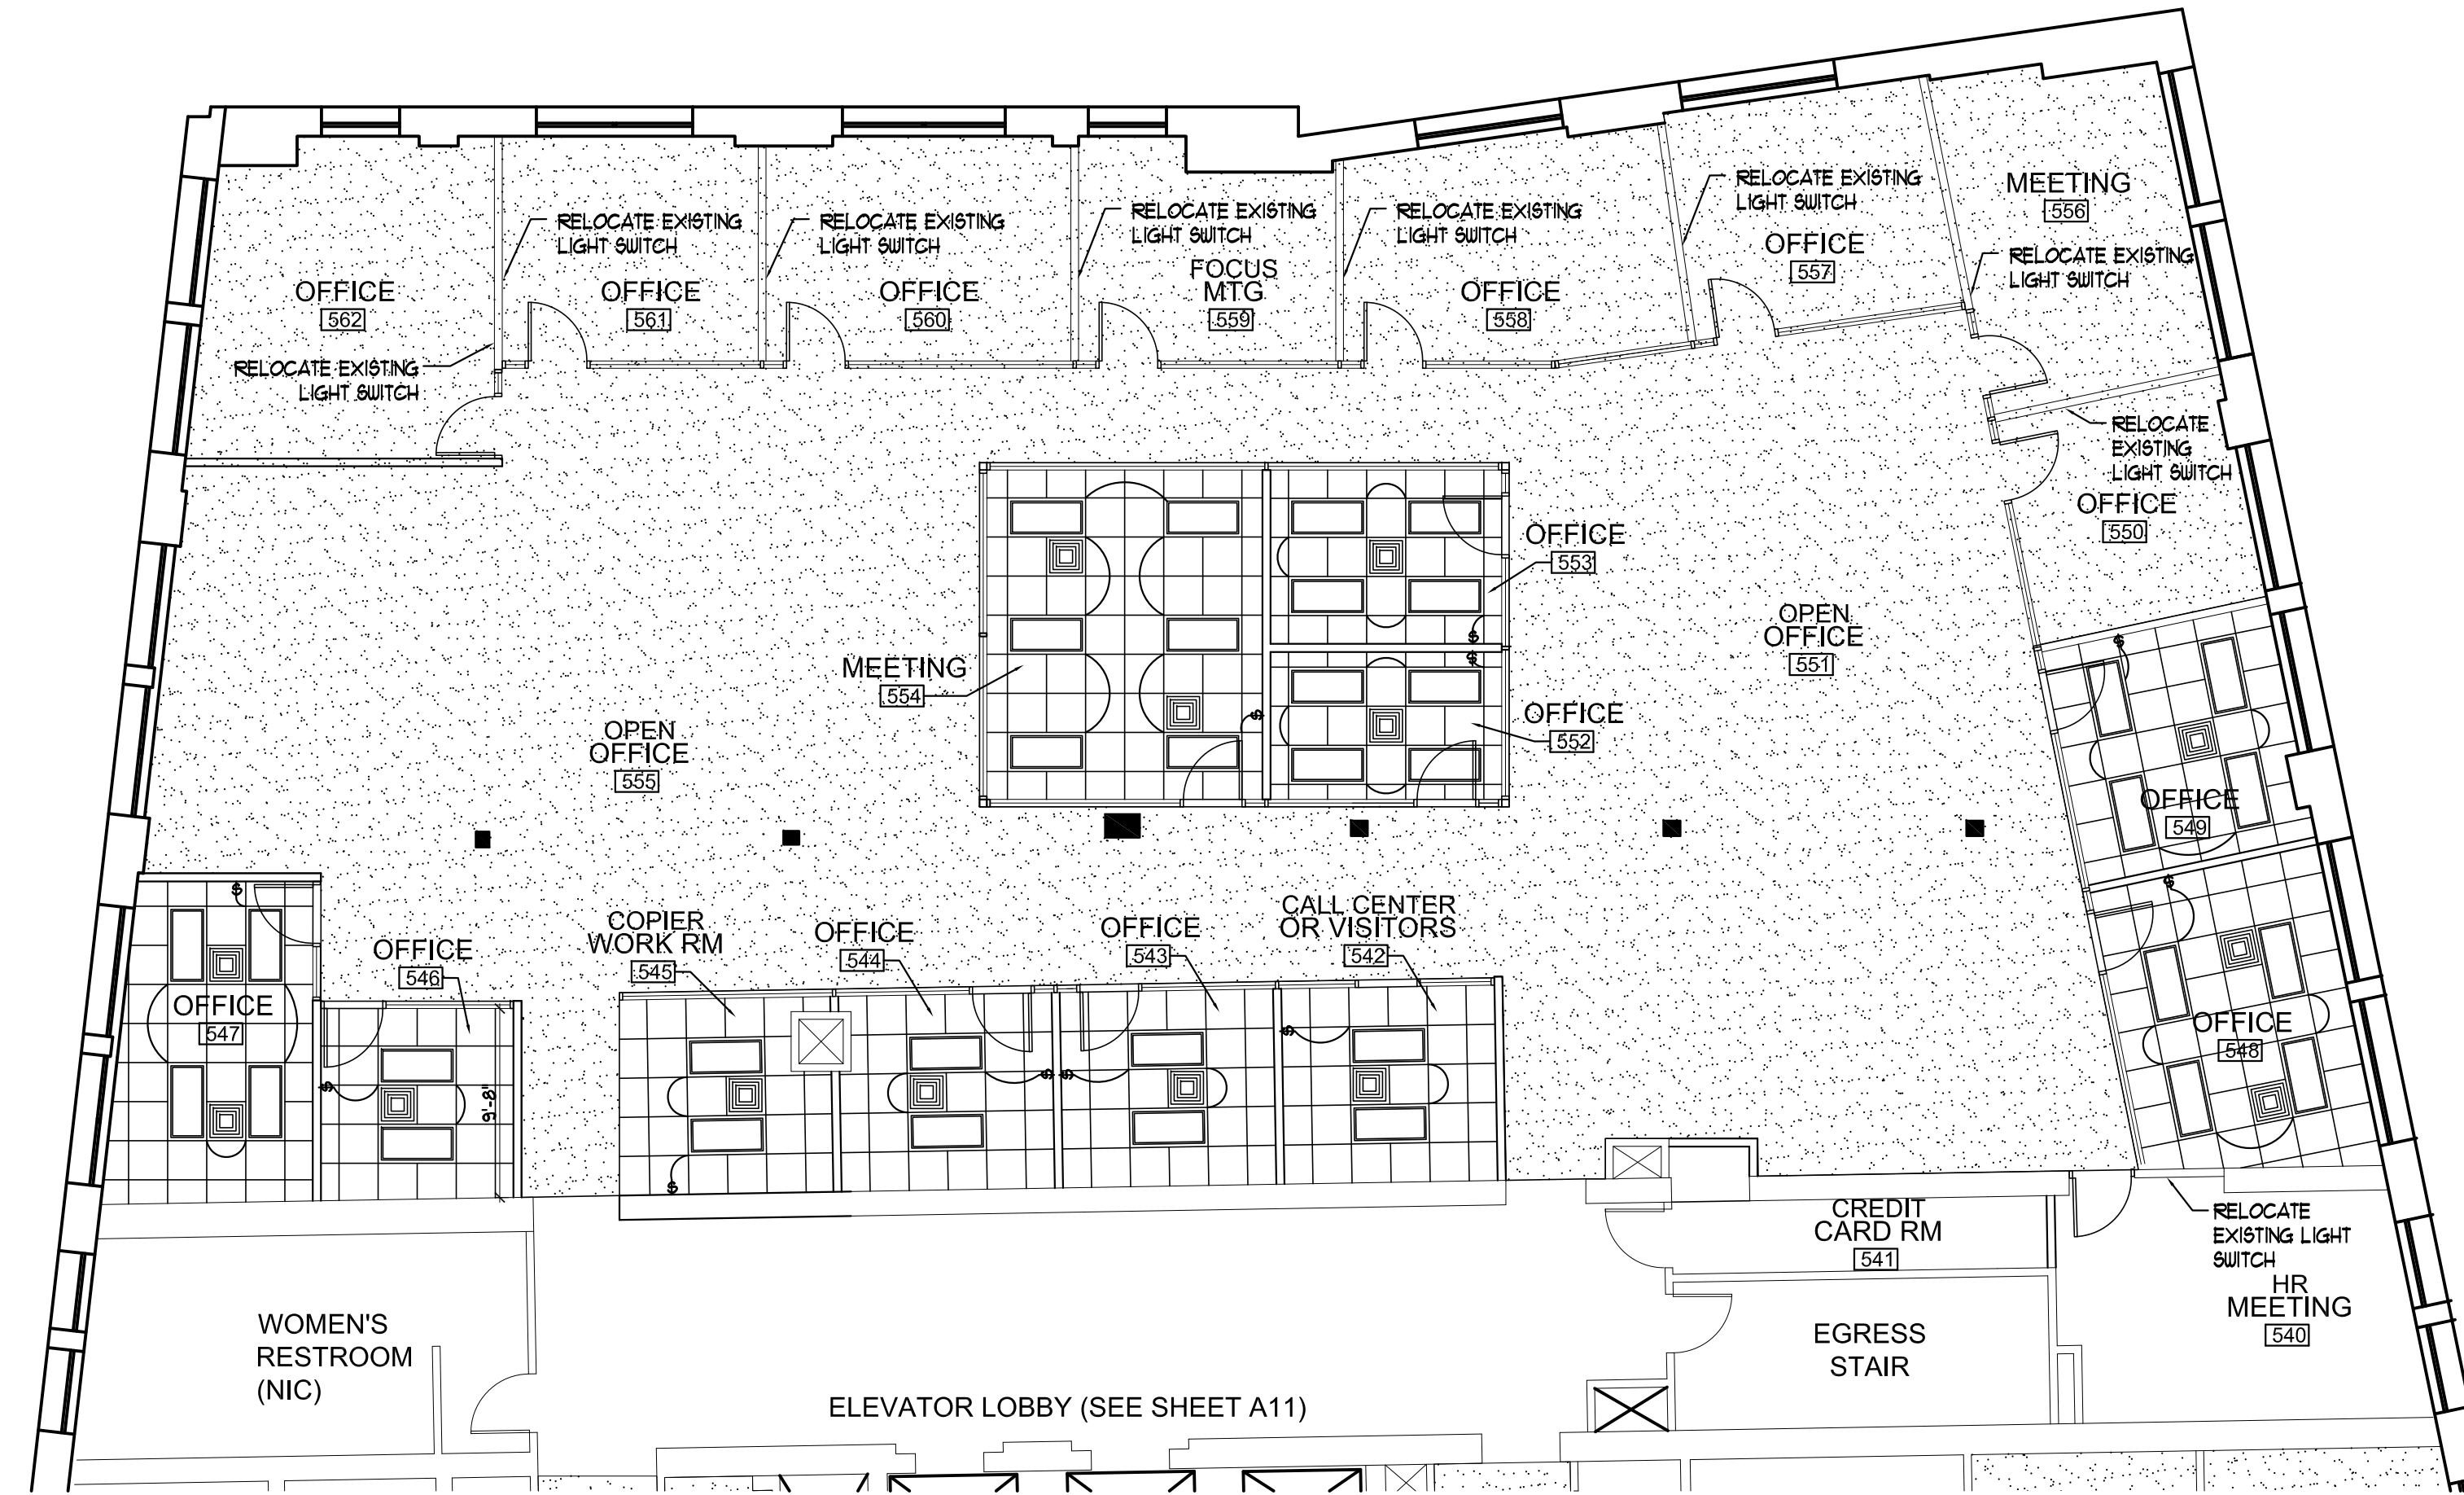 RELOCATE EXISTING
LIGHT SWITCH
OFFICE
557
MEETING
556
RELOCATE EXISTING
LIGHT SWITCH
RELOCATE EXISTING
LIGHT SWITCH
OFFICE
562
RELOCATE EXISTING
LIGHT SWITCH
OFFICE
561
RELOCATE EXISTING
LIGHT SWITCH
OFFICE
560
RELOCATE EXISTING
LIGHT SWITCH
FOCUS
MTG
559
RELOCATE EXISTING
LIGHT SWITCH
OFFICE
558
RELOCATE EXISTING
LIGHT SWITCH
RELOCATE
EXISTING
LIGHT SWITCH
OFFICE
550
OFFICE
553
$
$
OPEN
OFFICE
551
$
MEETING
554
$
OFFICE
552
OPEN
OFFICE
555
OFFICE
549
$
$
COPIER
WORK RM
545
OFFICE
544
OFFICE
543
CALL CENTER
OR VISITORS
542
OFFICE
546
OFFICE
547
OFFICE
548
$
9'-8"
$
$
$
$
CREDIT
CARD RM
541
RELOCATE
EXISTING LIGHT
SWITCH
HR
MEETING
540
WOMEN'S
RESTROOM
(NIC)
EGRESS
STAIR
ELEVATOR LOBBY (SEE SHEET A11)